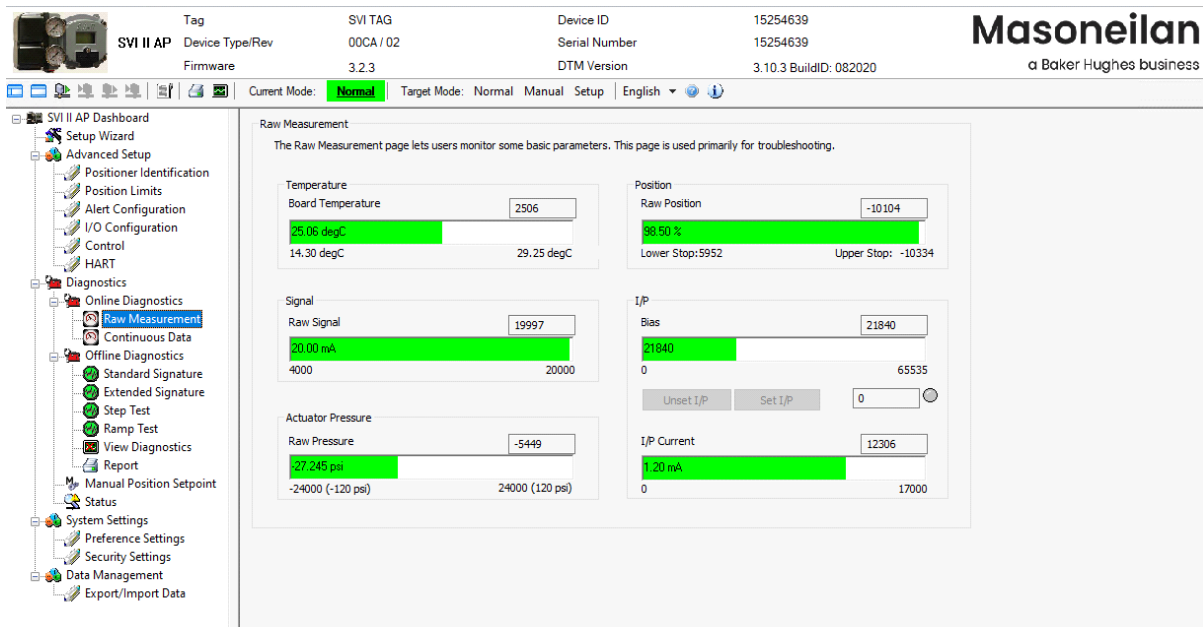 Tag SVI TAG Device ID 15254639
SVI II AP Device Type/Rev 00CA / 02 Serial Number 15254639
Firmware 3.2.3 DTM Version 3.10.3 BuildID: 082020
Masoneilan
a Baker Hughes business
Current Mode: Normal Target Mode: Normal Manual Setup English
SVI II AP Dashboard
Setup Wizard
Advanced Setup
Positioner Identification
Position Limits
Alert Configuration
I/O Configuration
Control
HART
Diagnostics
Online Diagnostics
Raw Measurement
Continuous Data
Offline Diagnostics
Standard Signature
Extended Signature
Step Test
Ramp Test
View Diagnostics
Report
Manual Position Setpoint
Status
System Settings
Preference Settings
Security Settings
Data Management
Export/Import Data
Raw Measurement
The Raw Measurement page lets users monitor some basic parameters. This page is used primarily for troubleshooting.
Temperature
Board Temperature 2506
25.06 degC
14.30 degC 29.25 degC
Position
Raw Position -10104
98.50 %
Lower Stop:5952 Upper Stop: -10334
Signal
Raw Signal 19997
20.00 mA
4000 20000
I/P
Bias 21840
21840
0 65535
Unset I/P Set I/P 0
Actuator Pressure
Raw Pressure -5449
-27.245 psi
-24000 (-120 psi) 24000 (120 psi)
I/P Current 12306
1.20 mA
0 17000